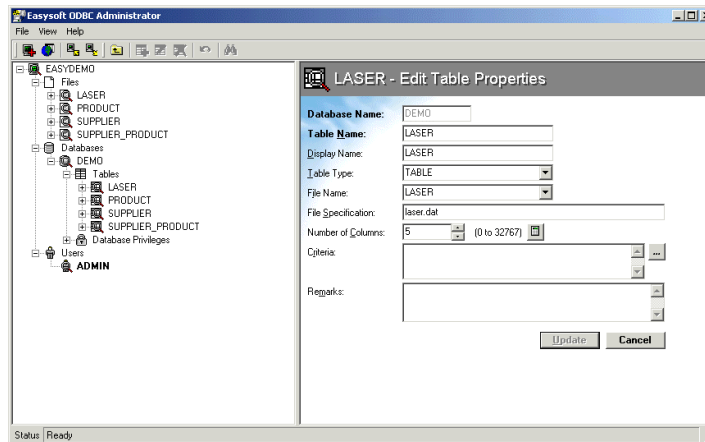 Easysoft ODBC Administrator
File View Help
EASYDEMO
Files
LASER
PRODUCT
SUPPLIER
SUPPLIER_PRODUCT
Databases
DEMO
Tables
LASER
PRODUCT
SUPPLIER
SUPPLIER_PRODUCT
Database Privileges
Users
ADMIN
LASER - Edit Table Properties
Database Name: DEMO
Table Name: LASER
Display Name: LASER
Table Type: TABLE
File Name: LASER
File Specification: laser.dat
Number of Columns: 5 (0 to 32767)
Criteria: ...
Remarks:
Update Cancel
Status Ready